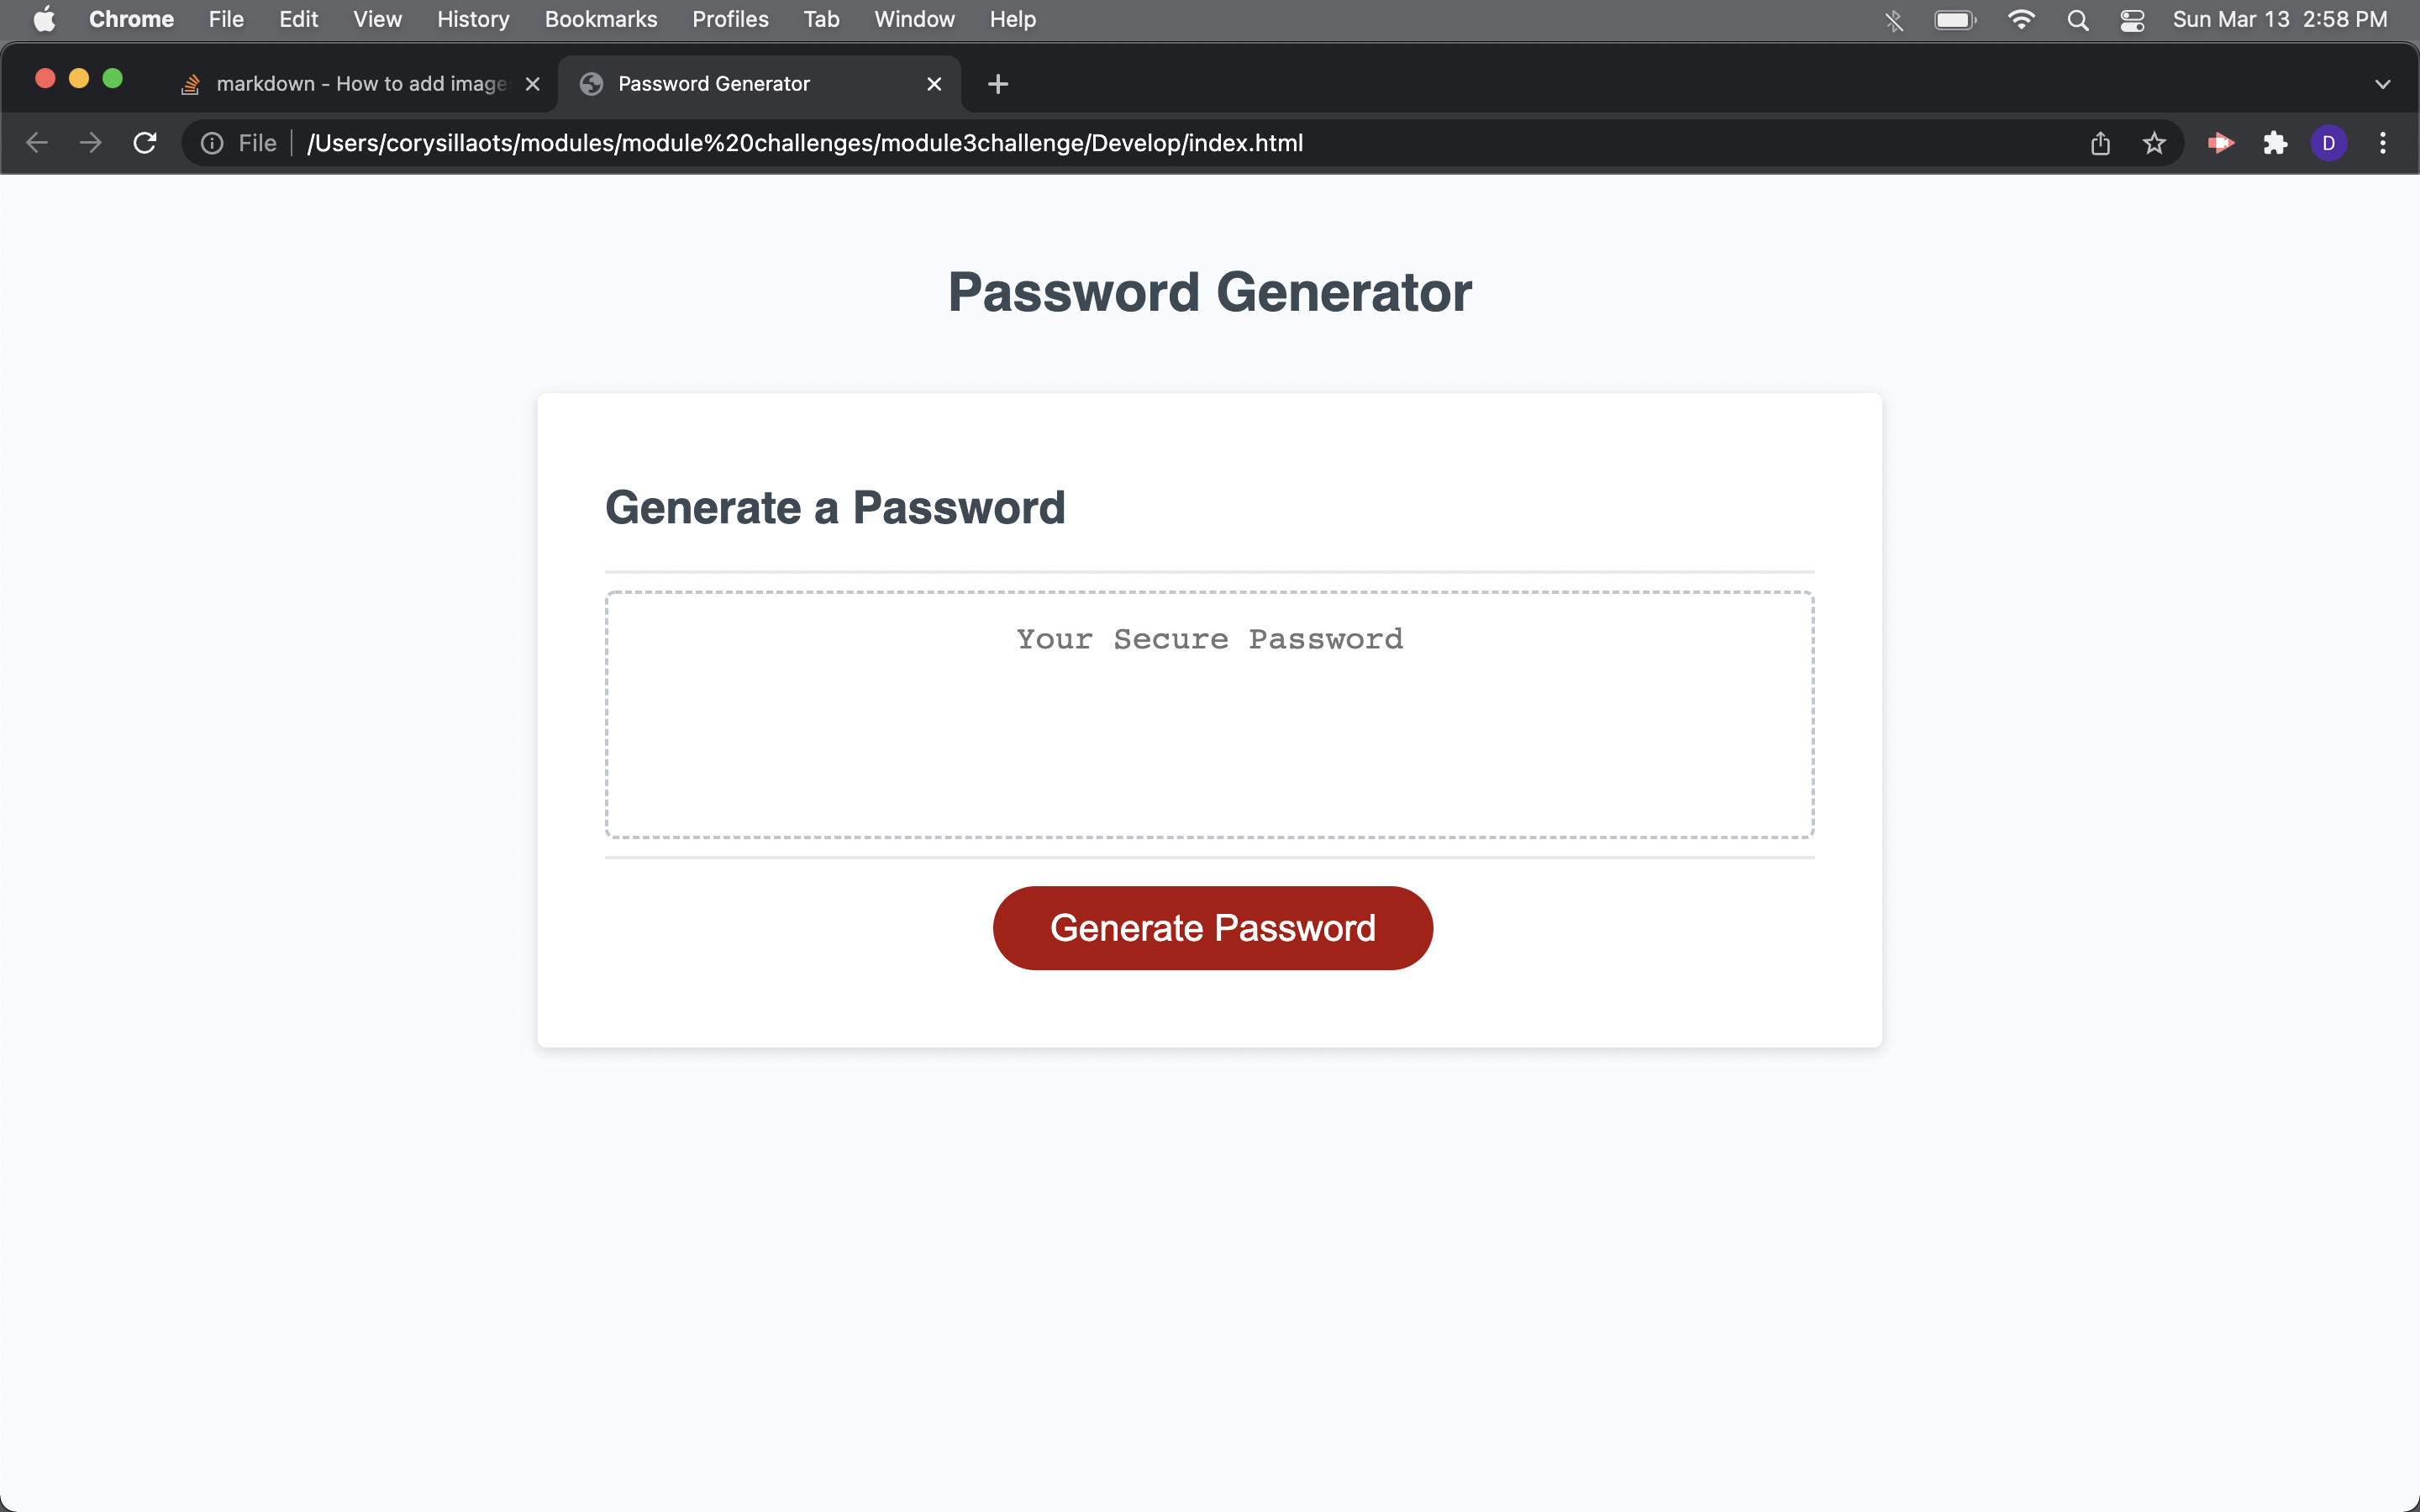 Chrome File Edit View History Bookmarks Profiles Tab Window Help Sun Mar 13 2:58 PM
markdown - How to add image Password Generator
File /Users/corysillaots/modules/module%20challenges/module3challenge/Develop/index.html D
Password Generator
Generate a Password
Your Secure Password
Generate Password